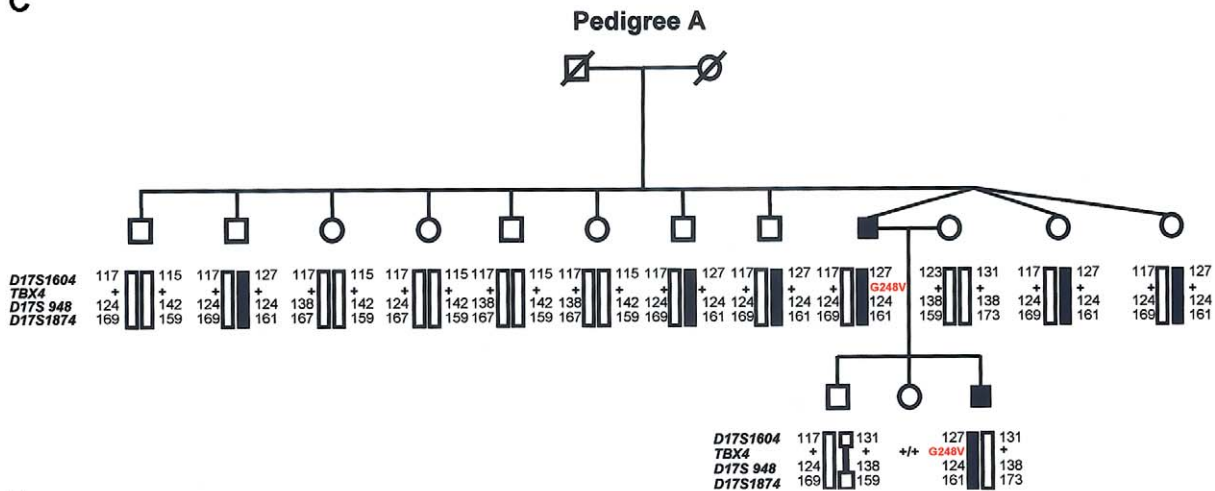 C
Pedigree A
D17S1604 117 115 117 127 117 115 117 115 117 115 117 115 117 127 117 127 117 127 123 131 117 127 117 127
TBX4 + + + + + + + + + + + + + + + + + G248V + + + + + +
D17S 948 124 142 124 124 138 142 124 142 138 142 138 142 124 124 124 124 124 124 138 138 124 124 124 124
D17S1874 169 159 169 161 167 159 167 159 167 159 167 159 169 161 169 161 169 161 159 173 169 161 169 161
D17S1604 117 131 127 131
TBX4 + + +/+ G248V +
D17S 948 124 138 124 138
D17S1874 169 159 161 173